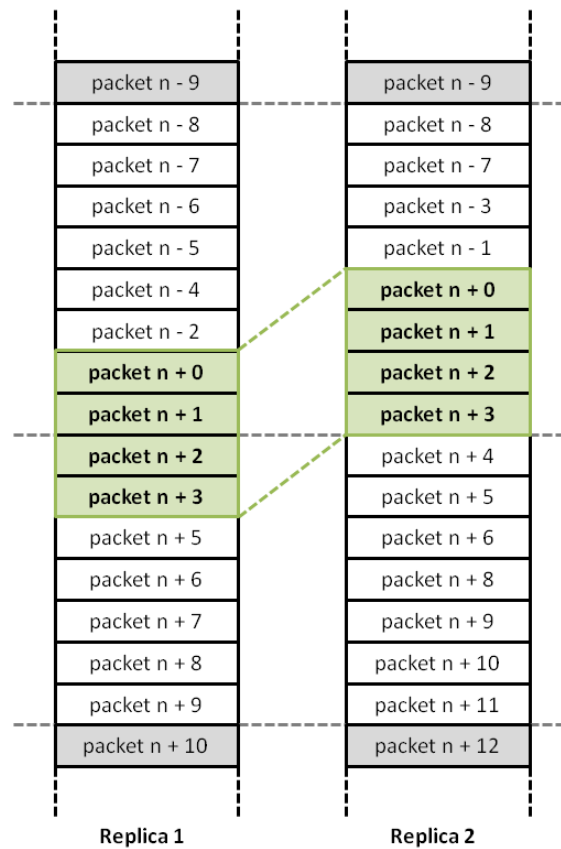 packet n - 9
packet n - 8
packet n - 7
packet n - 6
packet n - 5
packet n - 4
packet n - 2
packet n + 0
packet n + 1
packet n + 2
packet n + 3
packet n + 5
packet n + 6
packet n + 7
packet n + 8
packet n + 9
packet n + 10
Replica 1
packet n - 9
packet n - 8
packet n - 7
packet n - 3
packet n - 1
packet n + 0
packet n + 1
packet n + 2
packet n + 3
packet n + 4
packet n + 5
packet n + 6
packet n + 8
packet n + 9
packet n + 10
packet n + 11
packet n + 12
Replica 2